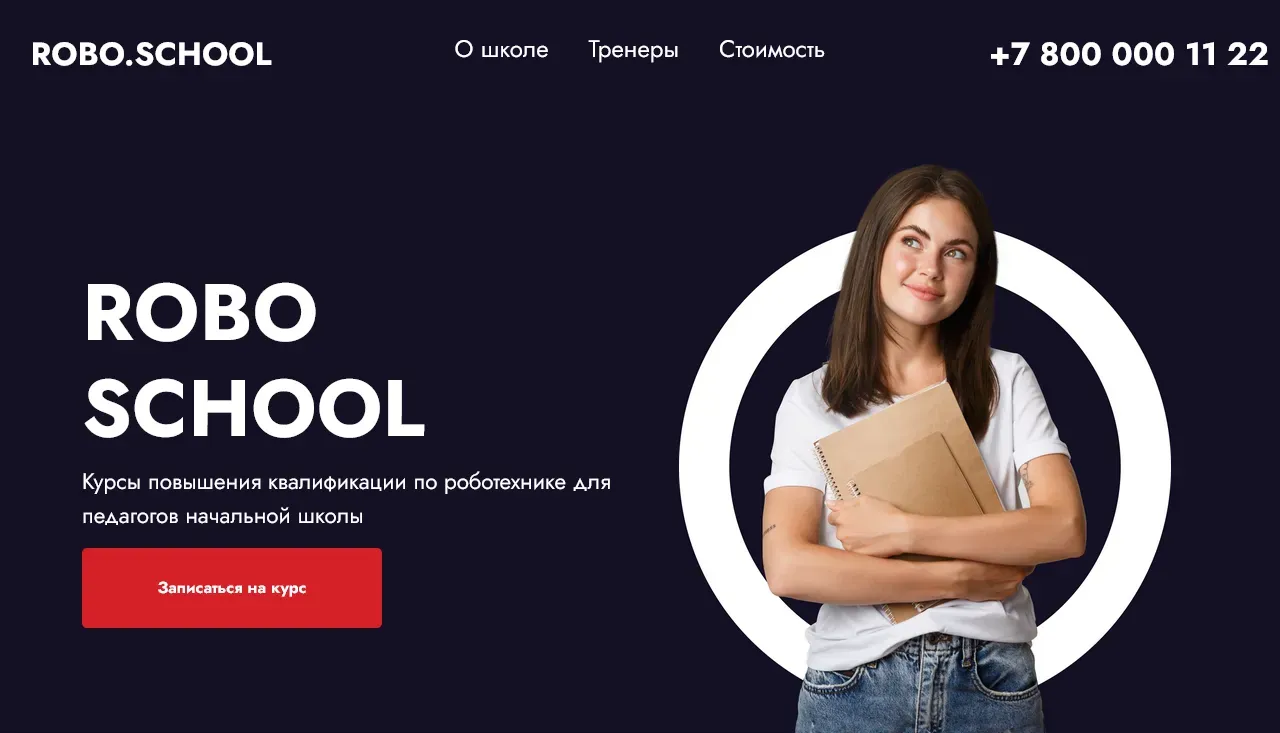 ROBO.SCHOOL
О школе Тренеры Стоимость
+7 800 000 11 22
ROBO
SCHOOL
Курсы повышения квалификации по роботехнике для
педагогов начальной школы
Записаться на курс